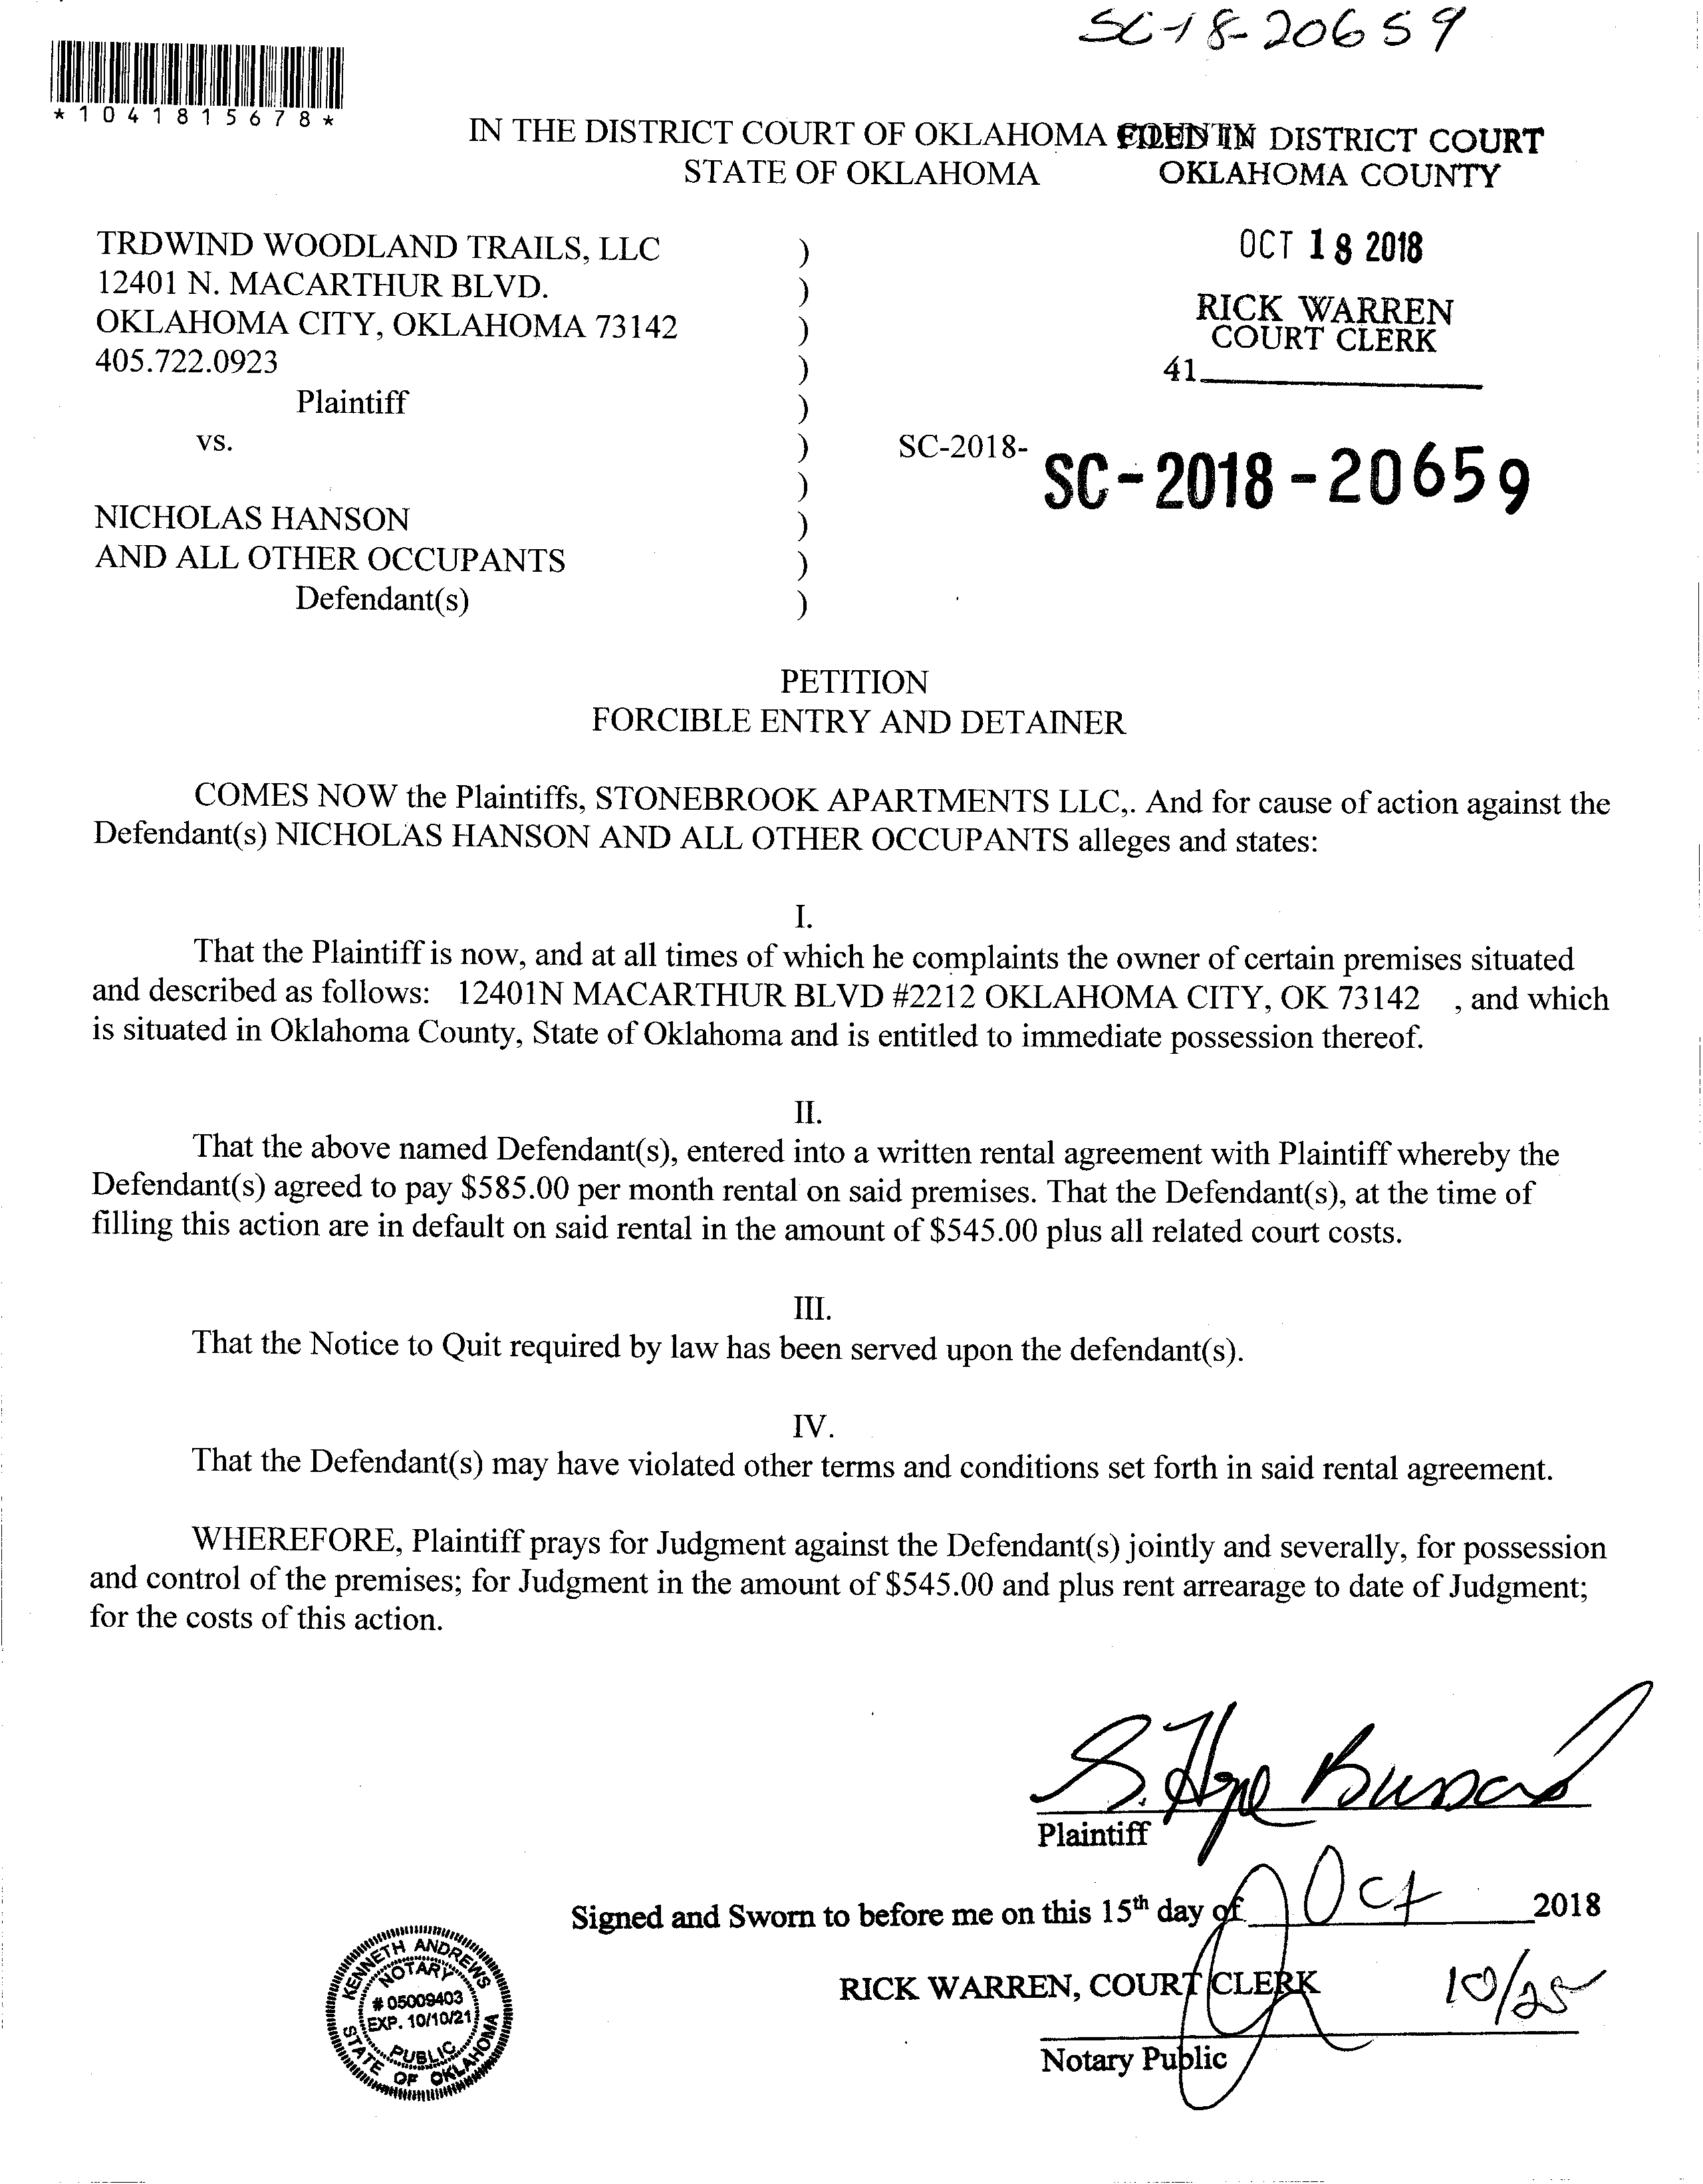 SC-18-20659
*1041815678*
IN THE DISTRICT COURT OF OKLAHOMA COUNTY
STATE OF OKLAHOMA
FILED IN DISTRICT COURT
OKLAHOMA COUNTY
OCT 18 2018
RICK WARREN
COURT CLERK
41
TRDWIND WOODLAND TRAILS, LLC )
12401 N. MACARTHUR BLVD. )
OKLAHOMA CITY, OKLAHOMA 73142 )
405.722.0923 )
Plaintiff )
vs. ) SC-2018- SC-2018-20659
)
NICHOLAS HANSON )
AND ALL OTHER OCCUPANTS )
Defendant(s) )
PETITION
FORCIBLE ENTRY AND DETAINER
COMES NOW the Plaintiffs, STONEBROOK APARTMENTS LLC,. And for cause of action against the
Defendant(s) NICHOLAS HANSON AND ALL OTHER OCCUPANTS alleges and states:
I.
That the Plaintiff is now, and at all times of which he complaints the owner of certain premises situated
and described as follows: 12401N MACARTHUR BLVD #2212 OKLAHOMA CITY, OK 73142 , and which
is situated in Oklahoma County, State of Oklahoma and is entitled to immediate possession thereof.
II.
That the above named Defendant(s), entered into a written rental agreement with Plaintiff whereby the
Defendant(s) agreed to pay $585.00 per month rental on said premises. That the Defendant(s), at the time of
filling this action are in default on said rental in the amount of $545.00 plus all related court costs.
III.
That the Notice to Quit required by law has been served upon the defendant(s).
IV.
That the Defendant(s) may have violated other terms and conditions set forth in said rental agreement.
WHEREFORE, Plaintiff prays for Judgment against the Defendant(s) jointly and severally, for possession
and control of the premises; for Judgment in the amount of $545.00 and plus rent arrearage to date of Judgment;
for the costs of this action.
S. Hope
Plaintiff
Signed and Sworn to before me on this 15th day of Oct 2018
RICK WARREN, COURT CLERK 10/25
Notary Public
KENNETH ANDREWS
NOTARY
# 05009403
EXP. 10/10/21
PUBLIC
STATE OF OKLAHOMA